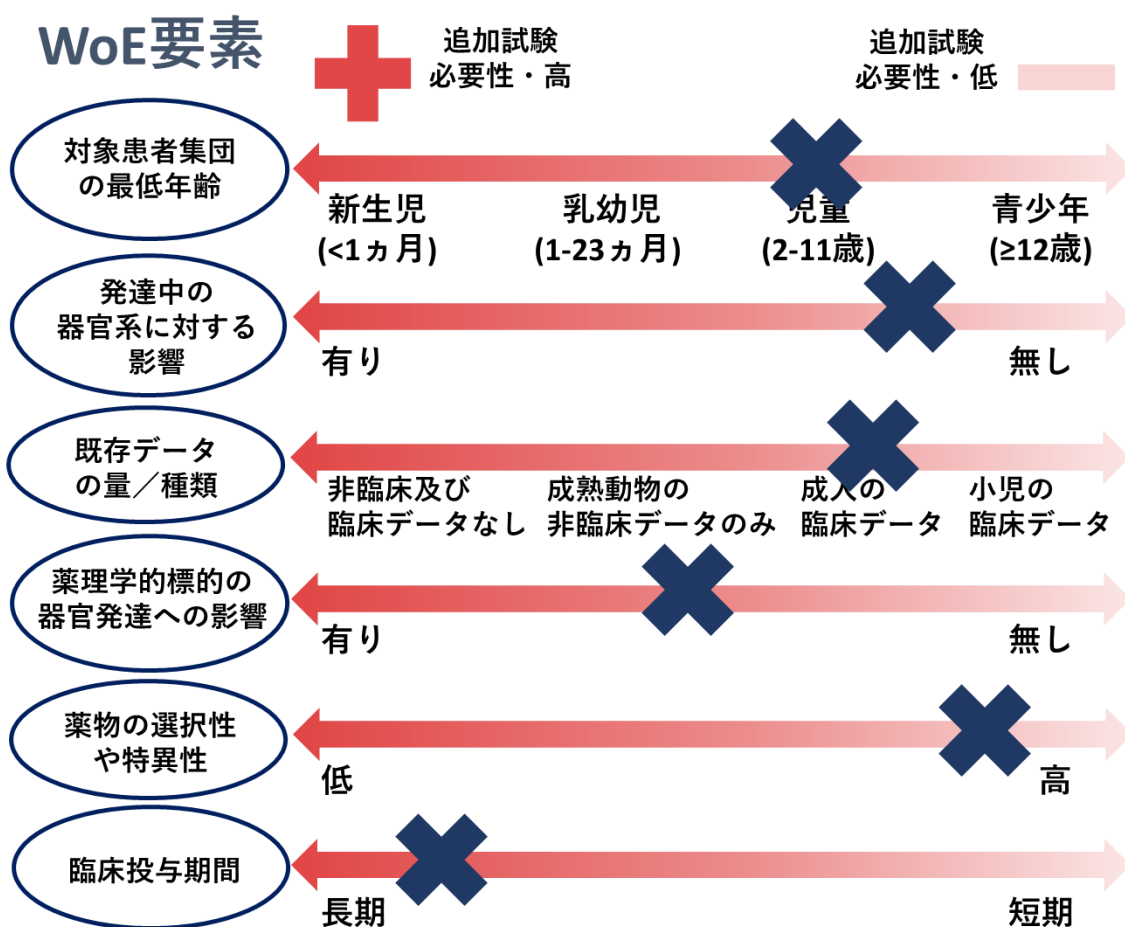 WoE要素
追加試験
必要性・高
追加試験
必要性・低
対象患者集団
の最低年齢
新生児
(<1ヵ月)
乳幼児
(1-23ヵ月)
児童
(2-11歳)
青少年
(≥12歳)
発達中の
器官系に対する
影響
有り
無し
既存データ
の量／種類
非臨床及び
臨床データなし
成熟動物の
非臨床データのみ
成人の
臨床データ
小児の
臨床データ
薬理学的標的の
器官発達への影響
有り
無し
薬物の選択性
や特異性
低
高
臨床投与期間
長期
短期